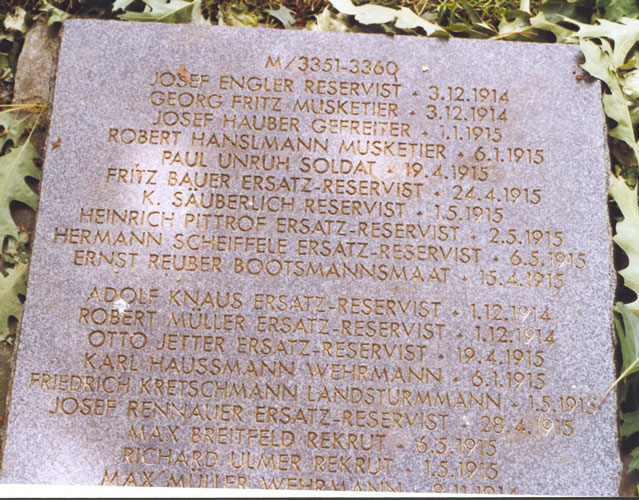 M/3351-3360
JOSEF ENGLER RESERVIST · 3.12.1914
GEORG FRITZ MUSKETIER · 3.12.1914
JOSEF HAUBER GEFREITER · 1.1.1915
ROBERT HANSLMANN MUSKETIER · 6.1.1915
PAUL UNRUH SOLDAT · 19.4.1915
FRITZ BAUER ERSATZ-RESERVIST · 24.4.1915
K. SÄUBERLICH RESERVIST · 1.5.1915
HEINRICH PITTROF ERSATZ-RESERVIST · 2.5.1915
HERMANN SCHEIFFELE ERSATZ-RESERVIST · 6.5.1915
ERNST REUBER BOOTSMANNSMAAT · 15.4.1915
ADOLF KNAUS ERSATZ-RESERVIST · 1.12.1914
ROBERT MÜLLER ERSATZ-RESERVIST · 1.12.1914
OTTO JETTER ERSATZ-RESERVIST · 19.4.1915
KARL HAUSSMANN WEHRMANN · 6.1.1915
FRIEDRICH KRETSCHMANN LANDSTURMMANN · 1.5.1915
JOSEF RENNAUER ERSATZ-RESERVIST · 28.4.1915
MAX BREITFELD REKRUT · 6.5.1915
RICHARD ULMER REKRUT · 1.5.1915
MAX MÜLLER WEHRMANN · 8.11.1914